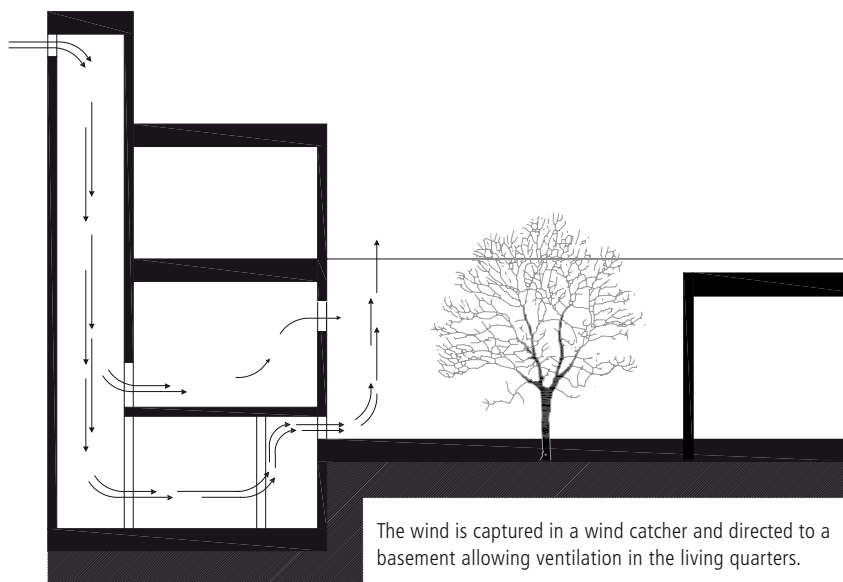 The wind is captured in a wind catcher and directed to a
basement allowing ventilation in the living quarters.